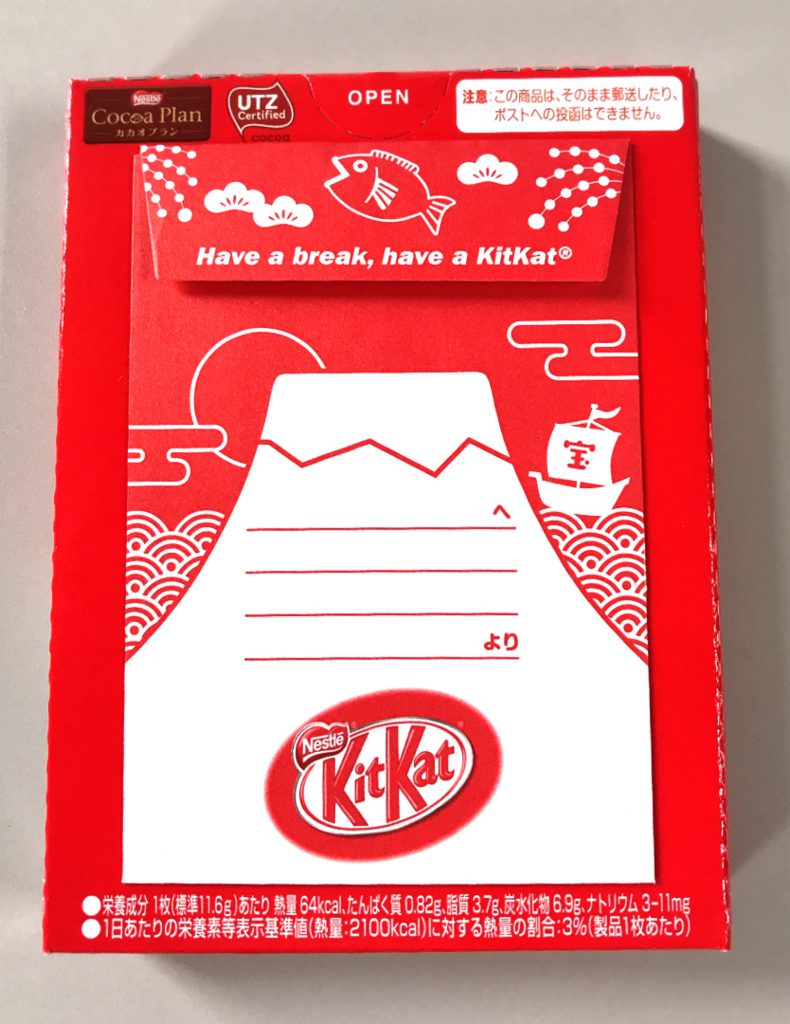 Nestlé
Cocoa Plan
カカオプラン
UTZ
Certified
cocoa
OPEN
注意:この商品は、そのまま郵送したり、
ポストへの投函はできません。
Have a break, have a KitKat®
宝
へ
より
Nestlé
KitKat
●栄養成分 1枚(標準11.6g)あたり 熱量 64kcal、たんぱく質 0.82g、脂質 3.7g、炭水化物 6.9g、ナトリウム 3-11mg
●1日あたりの栄養素等表示基準値(熱量:2100kcal)に対する熱量の割合:3%(製品1枚あたり)